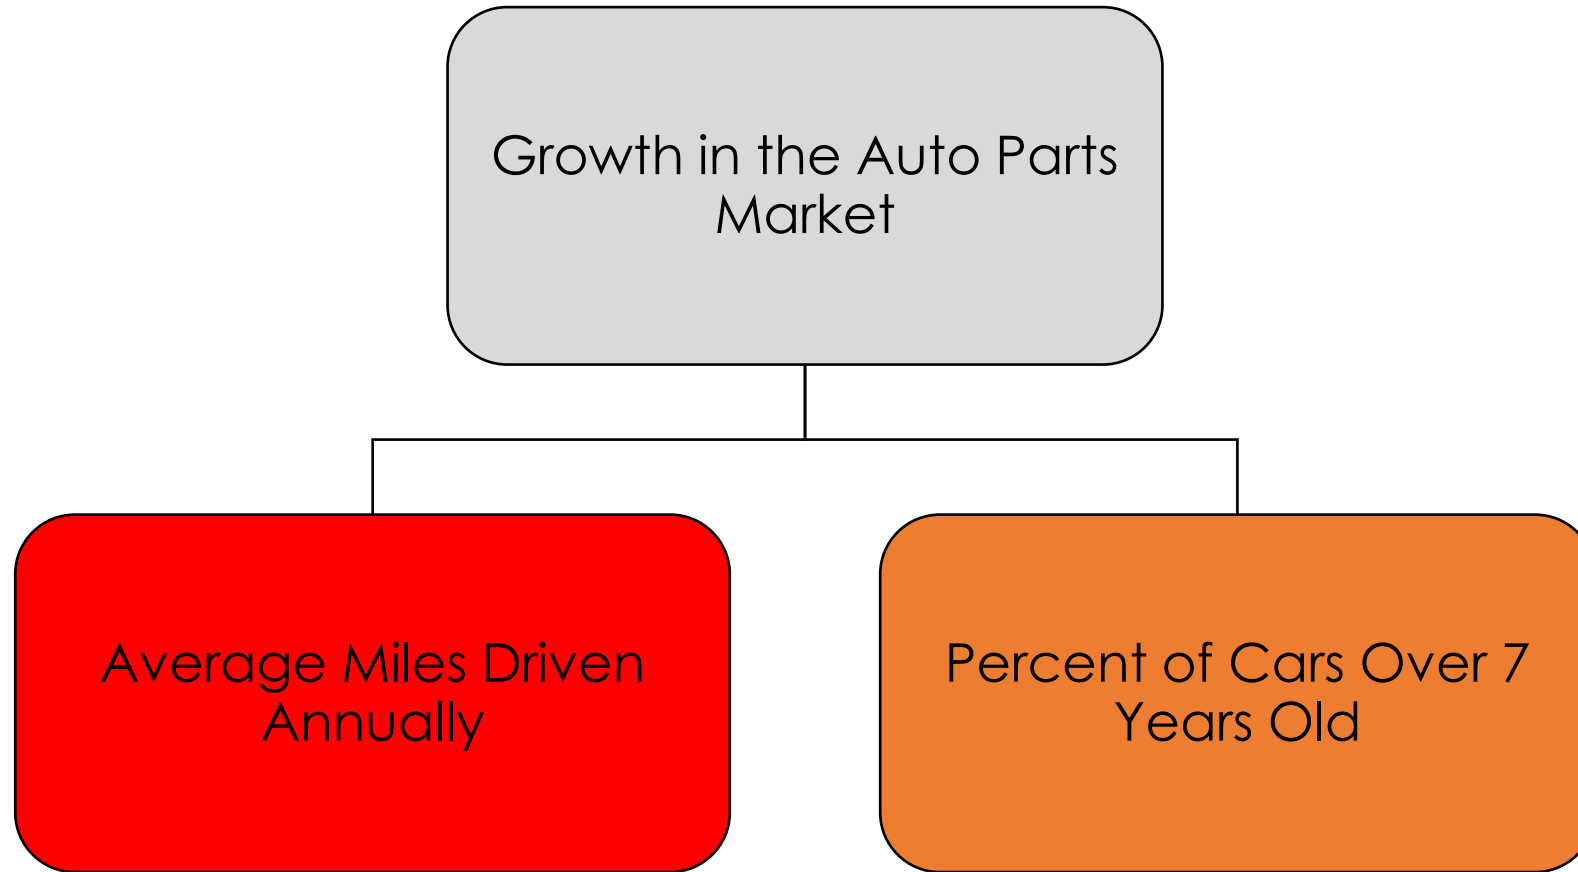 Growth in the Auto Parts
Market
Average Miles Driven
Annually
Percent of Cars Over 7
Years Old